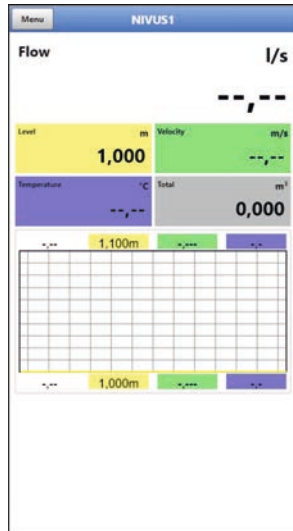 Menu NIVUS1
Flow l/s
--,--
Level m Velocity m/s
1,000 --,--
Temperature °C Total m³
--,-- 0,000
-,-- 1,100m -,--- -,-
-,-- 1,000m -,--- -,-